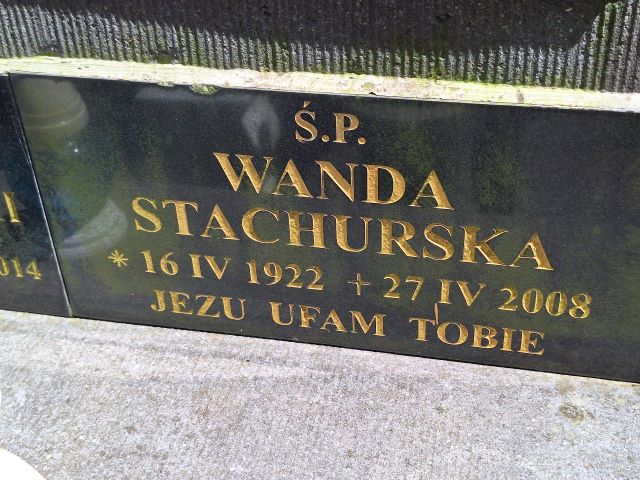 Ś.P.
WANDA
STACHURSKA
* 16 IV 1922 + 27 IV 2008
JEZU UFAM TOBIE